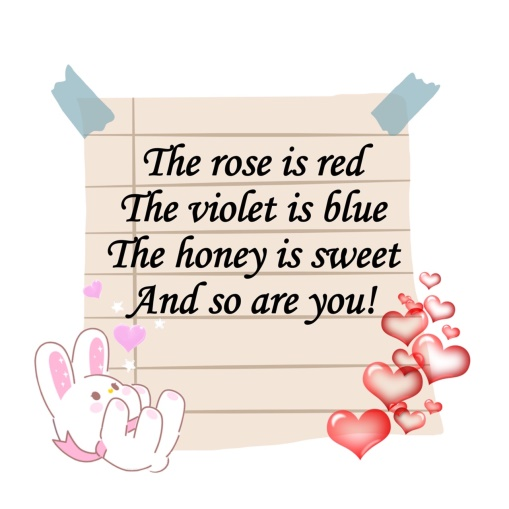 The rose is red
The violet is blue
The honey is sweet
And so are you!